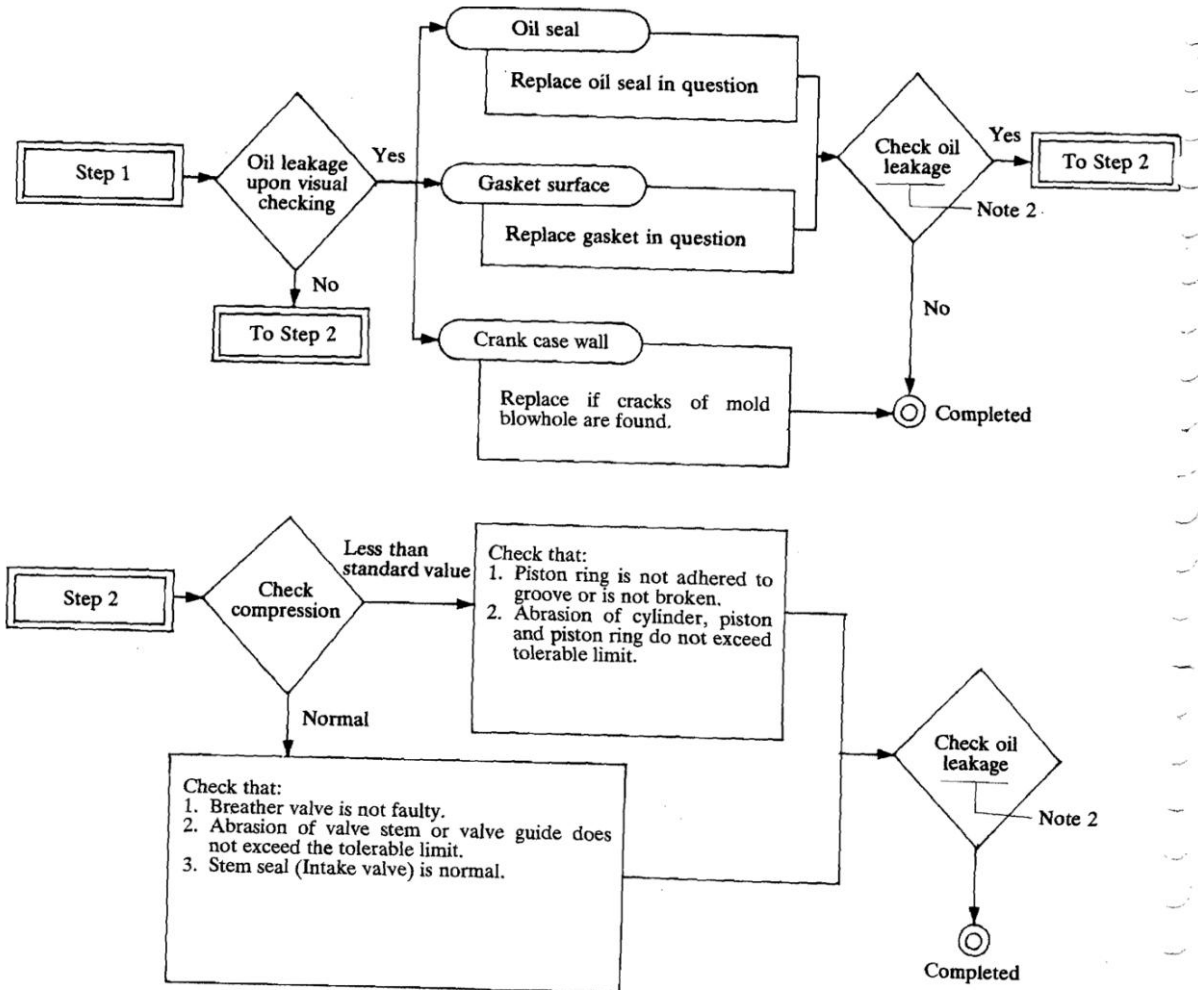 Oil seal
Replace oil seal in question
Step 1
Oil leakage
upon visual
checking
Yes
No
To Step 2
Gasket surface
Replace gasket in question
Crank case wall
Replace if cracks of mold
blowhole are found.
Check oil
leakage
Note 2
Yes
To Step 2
No
Completed
Step 2
Check
compression
Less than
standard value
Check that:
1. Piston ring is not adhered to
groove or is not broken.
2. Abrasion of cylinder, piston
and piston ring do not exceed
tolerable limit.
Normal
Check that:
1. Breather valve is not faulty.
2. Abrasion of valve stem or valve guide does
not exceed the tolerable limit.
3. Stem seal (Intake valve) is normal.
Check oil
leakage
Note 2
Completed